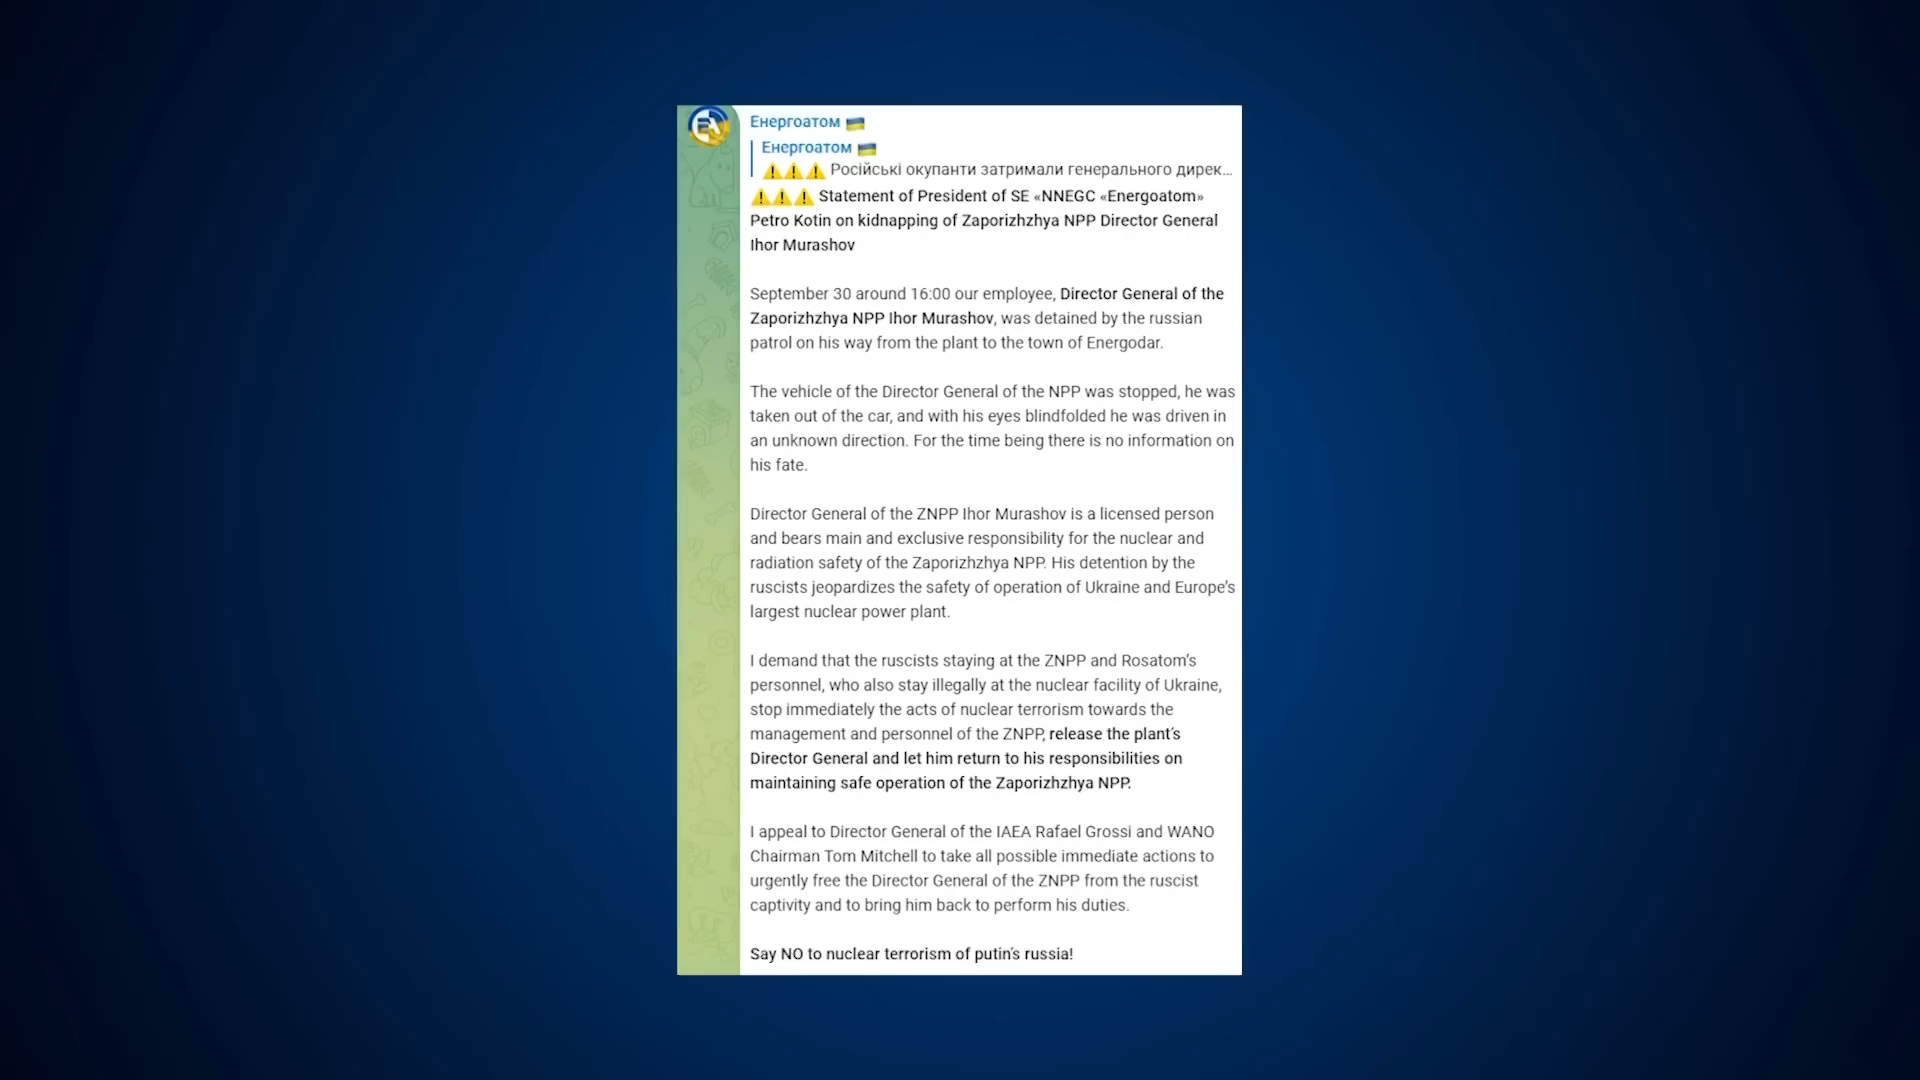 EA
Енергоатом
Енергоатом
Російські окупанти затримали генерального дирек...
Statement of President of SE «NNEGC «Energoatom»
Petro Kotin on kidnapping of Zaporizhzhya NPP Director General
Ihor Murashov
September 30 around 16:00 our employee, Director General of the
Zaporizhzhya NPP Ihor Murashov, was detained by the russian
patrol on his way from the plant to the town of Energodar.
The vehicle of the Director General of the NPP was stopped, he was
taken out of the car, and with his eyes blindfolded he was driven in
an unknown direction. For the time being there is no information on
his fate.
Director General of the ZNPP Ihor Murashov is a licensed person
and bears main and exclusive responsibility for the nuclear and
radiation safety of the Zaporizhzhya NPP. His detention by the
ruscists jeopardizes the safety of operation of Ukraine and Europe's
largest nuclear power plant.
I demand that the ruscists staying at the ZNPP and Rosatom's
personnel, who also stay illegally at the nuclear facility of Ukraine,
stop immediately the acts of nuclear terrorism towards the
management and personnel of the ZNPP, release the plant's
Director General and let him return to his responsibilities on
maintaining safe operation of the Zaporizhzhya NPP.
I appeal to Director General of the IAEA Rafael Grossi and WANO
Chairman Tom Mitchell to take all possible immediate actions to
urgently free the Director General of the ZNPP from the ruscist
captivity and to bring him back to perform his duties.
Say NO to nuclear terrorism of putin's russia!